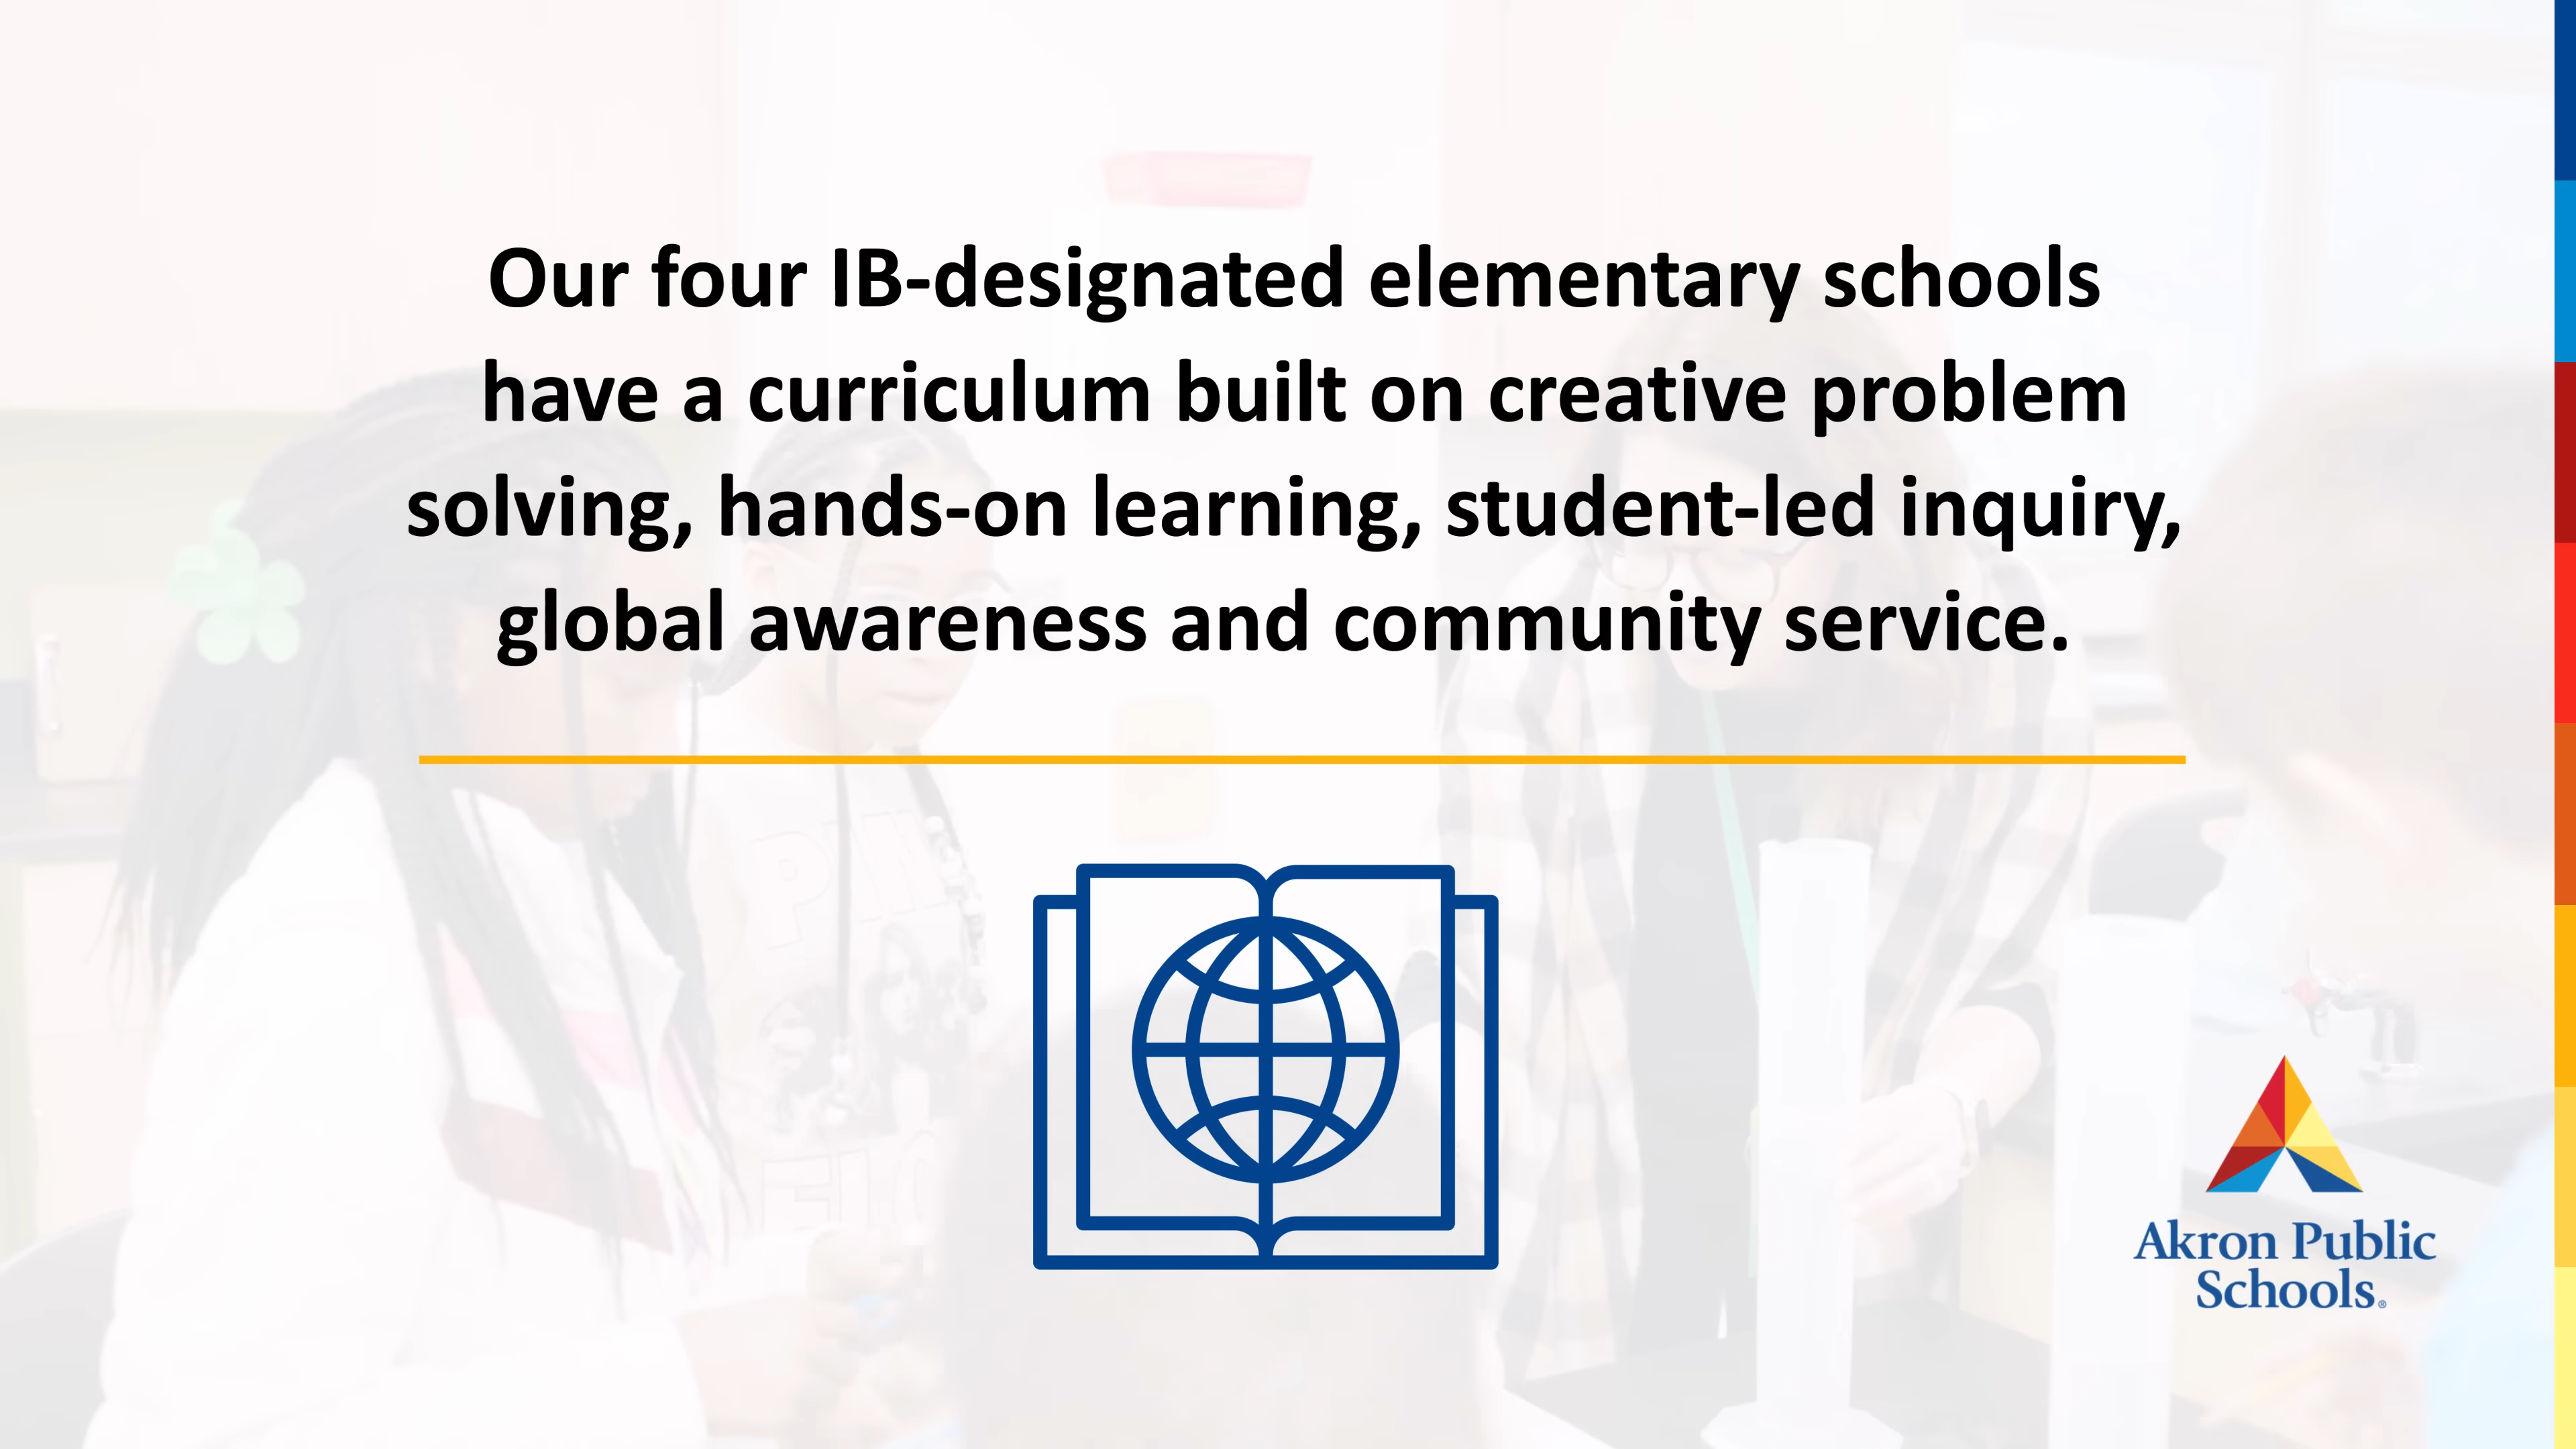 Our four IB-designated elementary schools
have a curriculum built on creative problem
solving, hands-on learning, student-led inquiry,
global awareness and community service.
Akron Public
Schools®